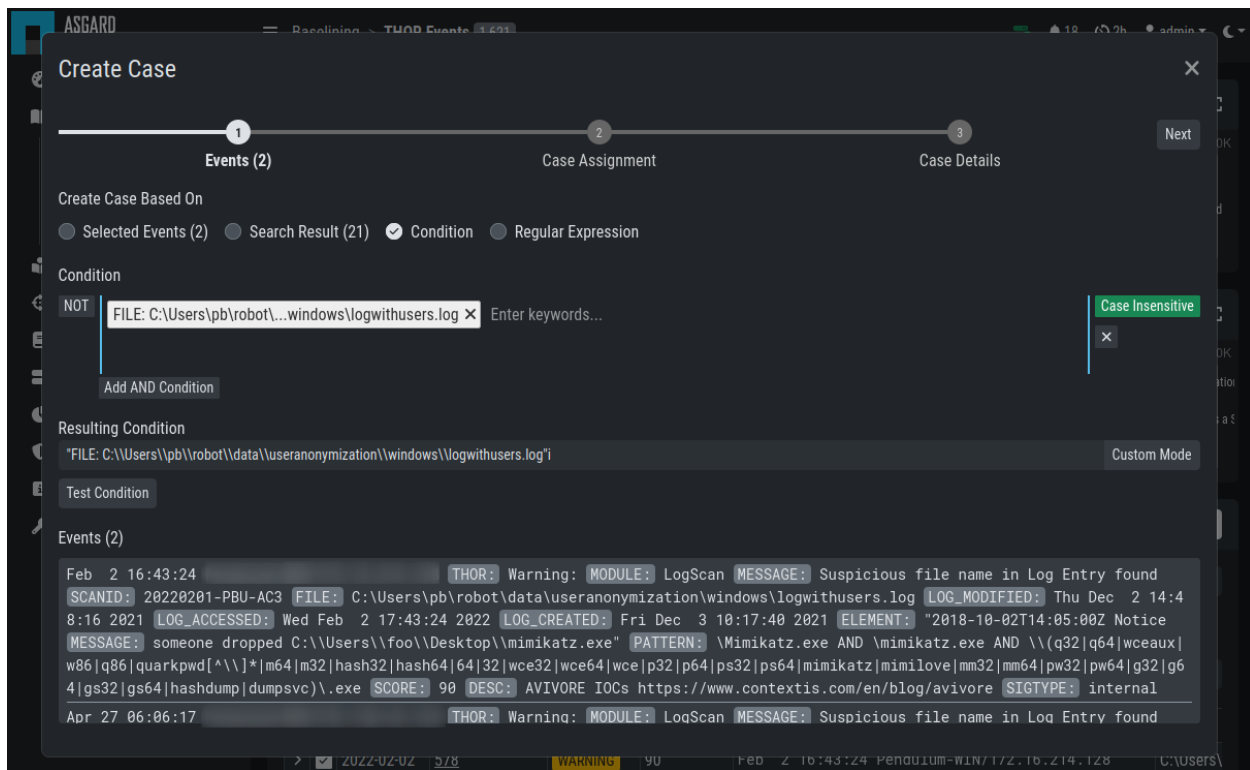 ASGARD
Baselining > THOR Events 1,621
18 2h admin
Create Case
1 2 3 Next
Events (2) Case Assignment Case Details
Create Case Based On
Selected Events (2) Search Result (21) Condition Regular Expression
Condition
NOT FILE: C:\Users\pb\robot\...windows\logwithusers.log × Enter keywords... Case Insensitive
×
Add AND Condition
Resulting Condition
"FILE: C:\\Users\\pb\\robot\\data\\useranonymization\\windows\\logwithusers.log"i Custom Mode
Test Condition
Events (2)
Feb 2 16:43:24 THOR: Warning: MODULE: LogScan MESSAGE: Suspicious file name in Log Entry found
SCANID: 20220201-PBU-AC3 FILE: C:\Users\pb\robot\data\useranonymization\windows\logwithusers.log LOG_MODIFIED: Thu Dec 2 14:4
8:16 2021 LOG_ACCESSED: Wed Feb 2 17:43:24 2022 LOG_CREATED: Fri Dec 3 10:17:40 2021 ELEMENT: "2018-10-02T14:05:00Z Notice
MESSAGE: someone dropped C:\\Users\\foo\\Desktop\\mimikatz.exe" PATTERN: \Mimikatz.exe AND \mimikatz.exe AND \\(q32|q64|wceaux|
w86|q86|quarkpwd[^\\]*|m64|m32|hash32|hash64|64|32|wce32|wce64|wce|p32|p64|ps32|ps64|mimikatz|mimilove|mm32|mm64|pw32|pw64|g32|g6
4|gs32|gs64|hashdump|dumpsvc)\.exe SCORE: 90 DESC: AVIVORE IOCs https://www.contextis.com/en/blog/avivore SIGTYPE: internal
Apr 27 06:06:17 THOR: Warning: MODULE: LogScan MESSAGE: Suspicious file name in Log Entry found
2022-02-02 578 WARNING 90 Feb 2 16:43:24 Pendulum-WIN/172.16.214.128 C:\Users\